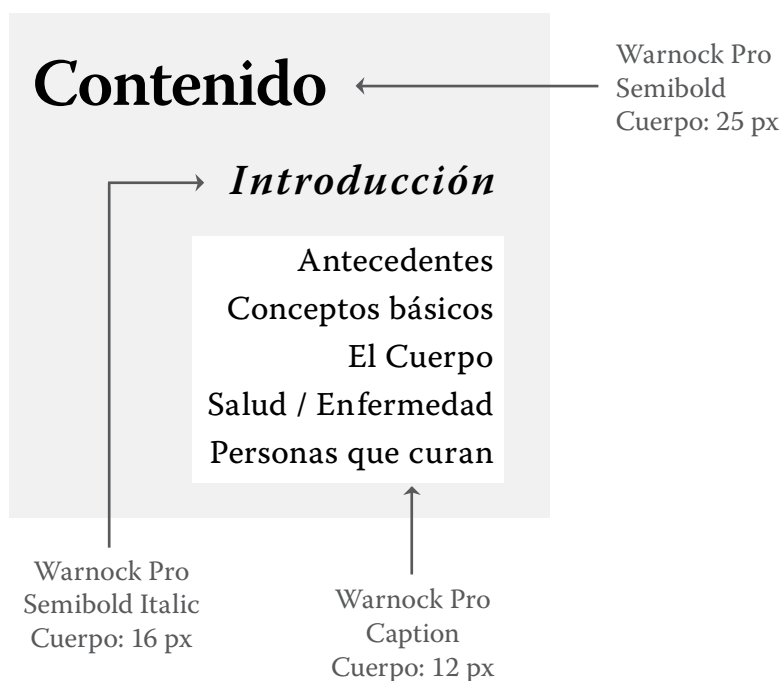 Contenido
Warnock Pro
Semibold
Cuerpo: 25 px
Introducción
Antecedentes
Conceptos básicos
El Cuerpo
Salud / Enfermedad
Personas que curan
Warnock Pro
Semibold Italic
Cuerpo: 16 px
Warnock Pro
Caption
Cuerpo: 12 px